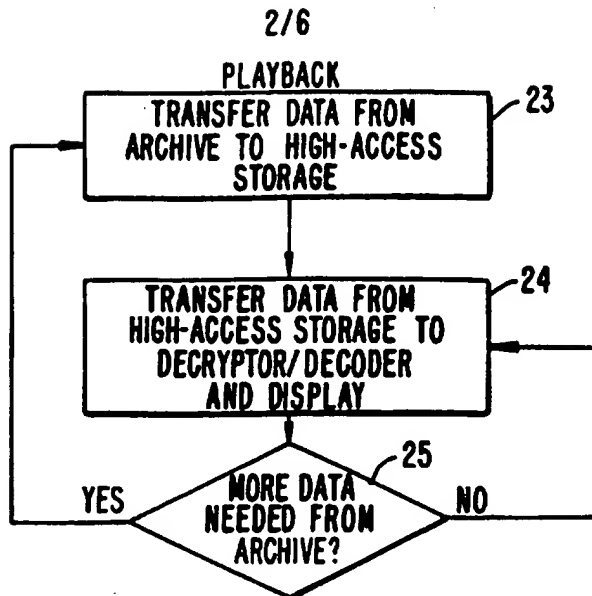 2/6
PLAYBACK
23
TRANSFER DATA FROM
ARCHIVE TO HIGH-ACCESS
STORAGE
24
TRANSFER DATA FROM
HIGH-ACCESS STORAGE TO
DECRYPTOR/DECODER
AND DISPLAY
25
YES
MORE DATA
NEEDED FROM
ARCHIVE?
NO